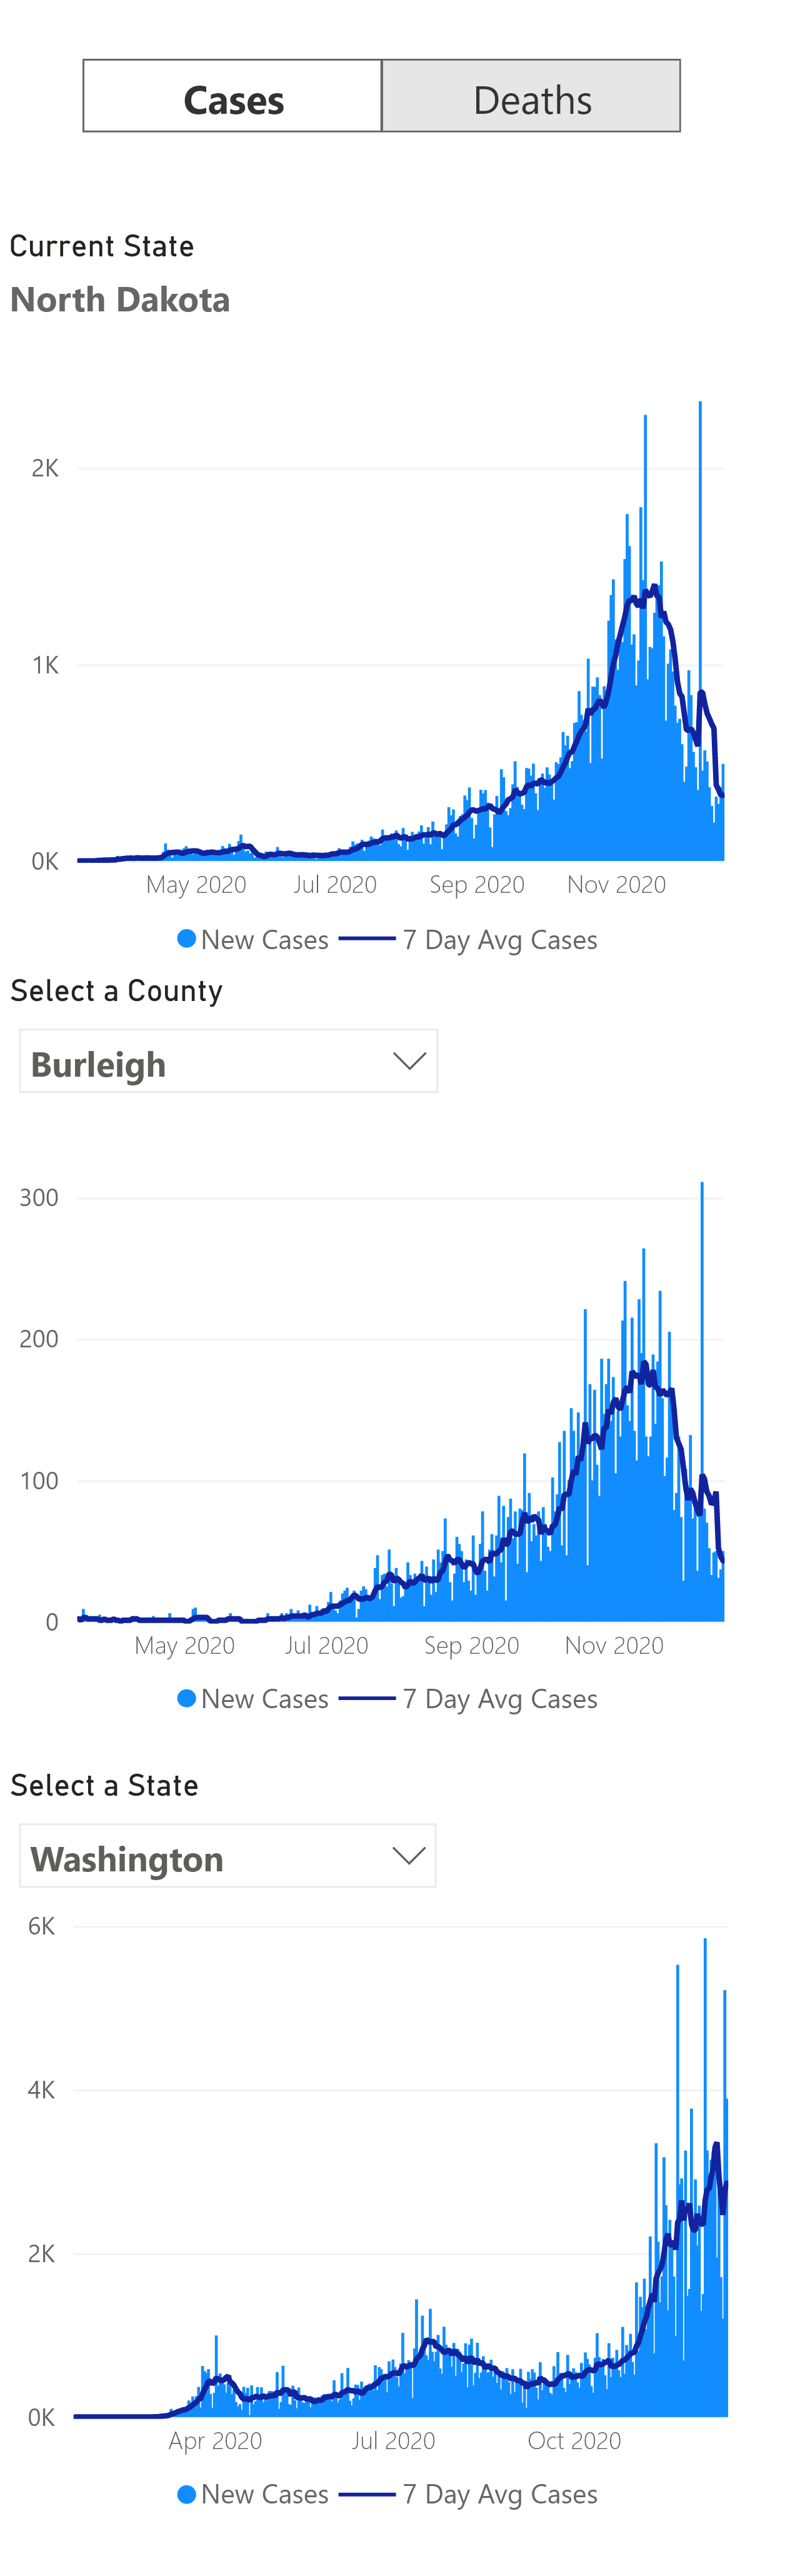 Cases Deaths
Current State
North Dakota
2K
1K
0K
May 2020 Jul 2020 Sep 2020 Nov 2020
New Cases 7 Day Avg Cases
Select a County
Burleigh
300
200
100
0
May 2020 Jul 2020 Sep 2020 Nov 2020
New Cases 7 Day Avg Cases
Select a State
Washington
6K
4K
2K
0K
Apr 2020 Jul 2020 Oct 2020
New Cases 7 Day Avg Cases